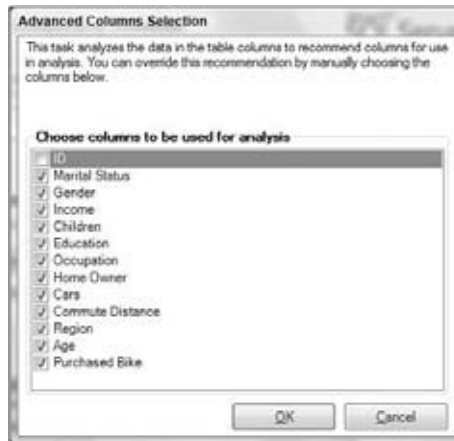 Advanced Columns Selection
This task analyzes the data in the table columns to recommend columns for use
in analysis. You can override this recommendation by manually choosing the
columns below.
Choose columns to be used for analysis
ID
Marital Status
Gender
Income
Children
Education
Occupation
Home Owner
Cars
Commute Distance
Region
Age
Purchased Bike
OK
Cancel